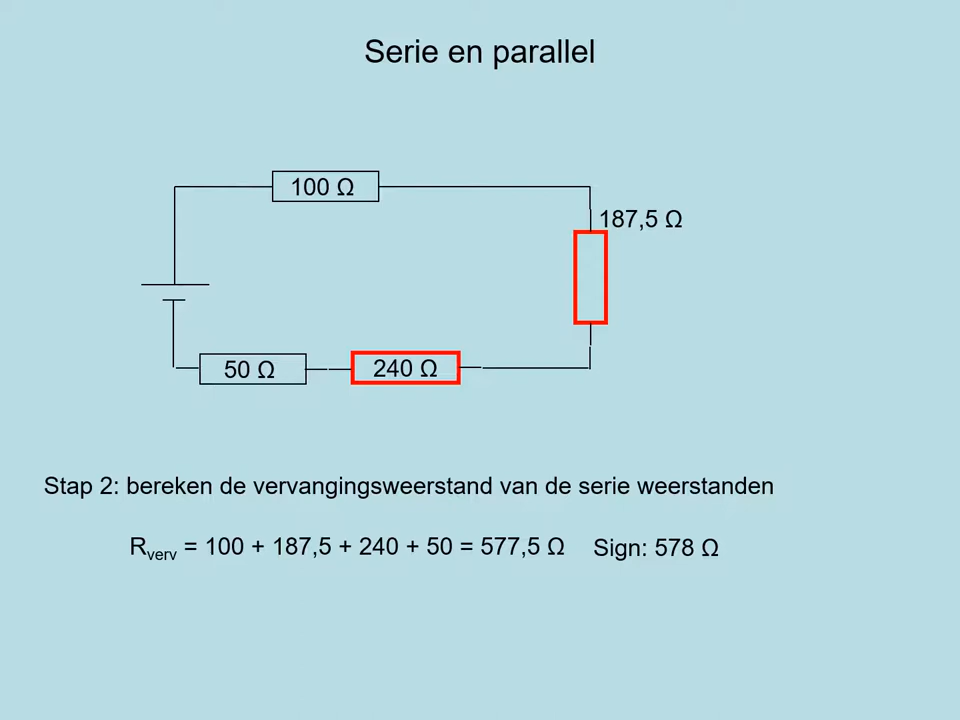 Serie en parallel
100 Ω
187,5 Ω
50 Ω
240 Ω
Stap 2: bereken de vervangingsweerstand van de serie weerstanden
Rverv = 100 + 187,5 + 240 + 50 = 577,5 Ω Sign: 578 Ω